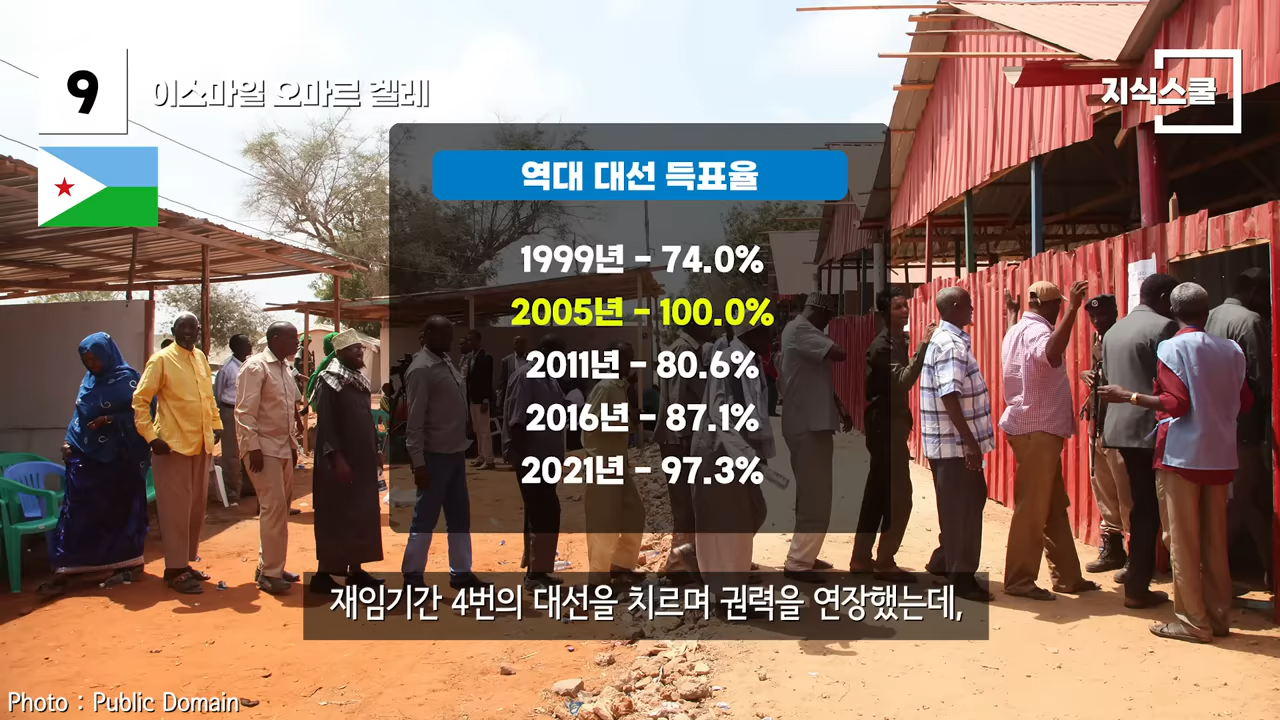 9
이스마일 오마르 겔레
지식스쿨
역대 대선 득표율
1999년 - 74.0%
2005년 - 100.0%
2011년 - 80.6%
2016년 - 87.1%
2021년 - 97.3%
재임기간 4번의 대선을 치르며 권력을 연장했는데,
Photo : Public Domain